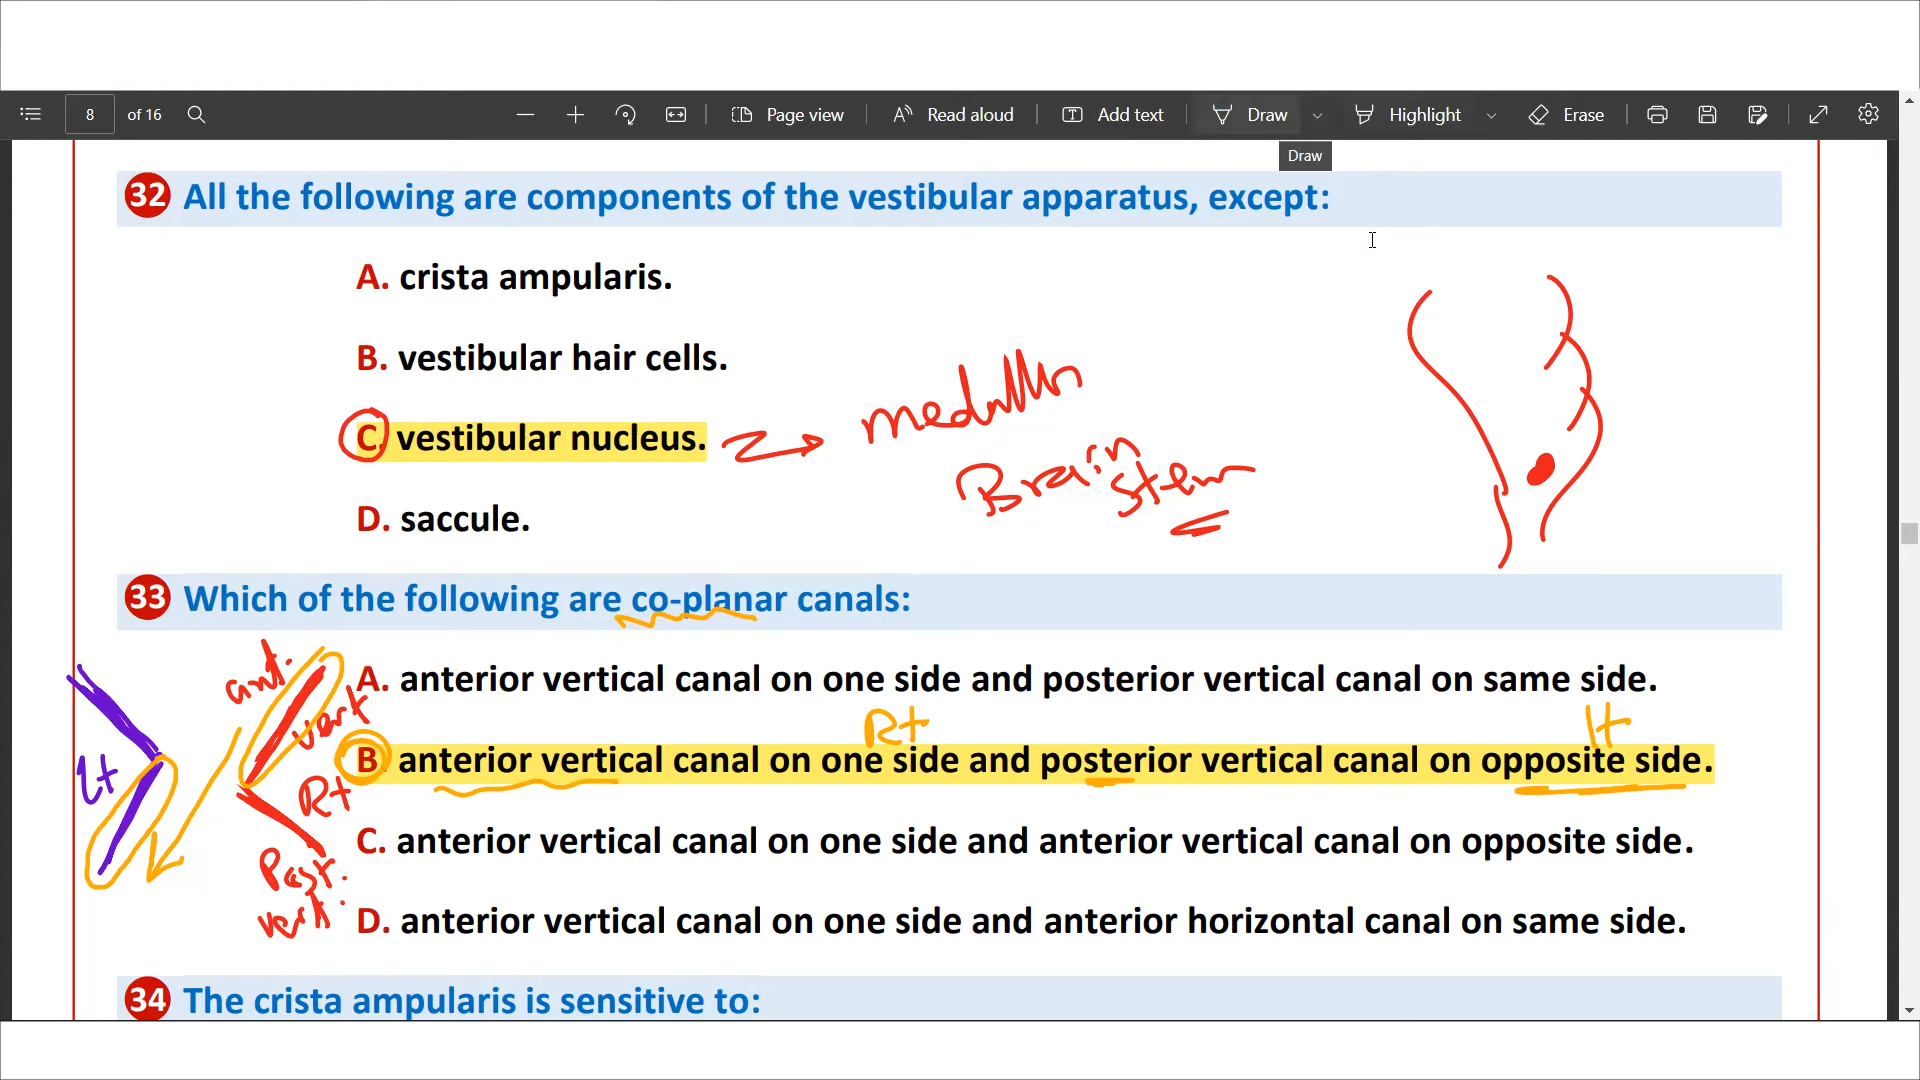 8 of 16 Page view Read aloud Add text Draw Highlight Erase
Draw
32 All the following are components of the vestibular apparatus, except:
A. crista ampularis.
B. vestibular hair cells.
C. vestibular nucleus.
medulla
Brain
stem
D. saccule.
33 Which of the following are co-planar canals:
A. anterior vertical canal on one side and posterior vertical canal on same side.
ant.
vert
Rt
lt
B. anterior vertical canal on one side and posterior vertical canal on opposite side.
Lt
Rt
C. anterior vertical canal on one side and anterior vertical canal on opposite side.
Post.
vert.
D. anterior vertical canal on one side and anterior horizontal canal on same side.
34 The crista ampularis is sensitive to: